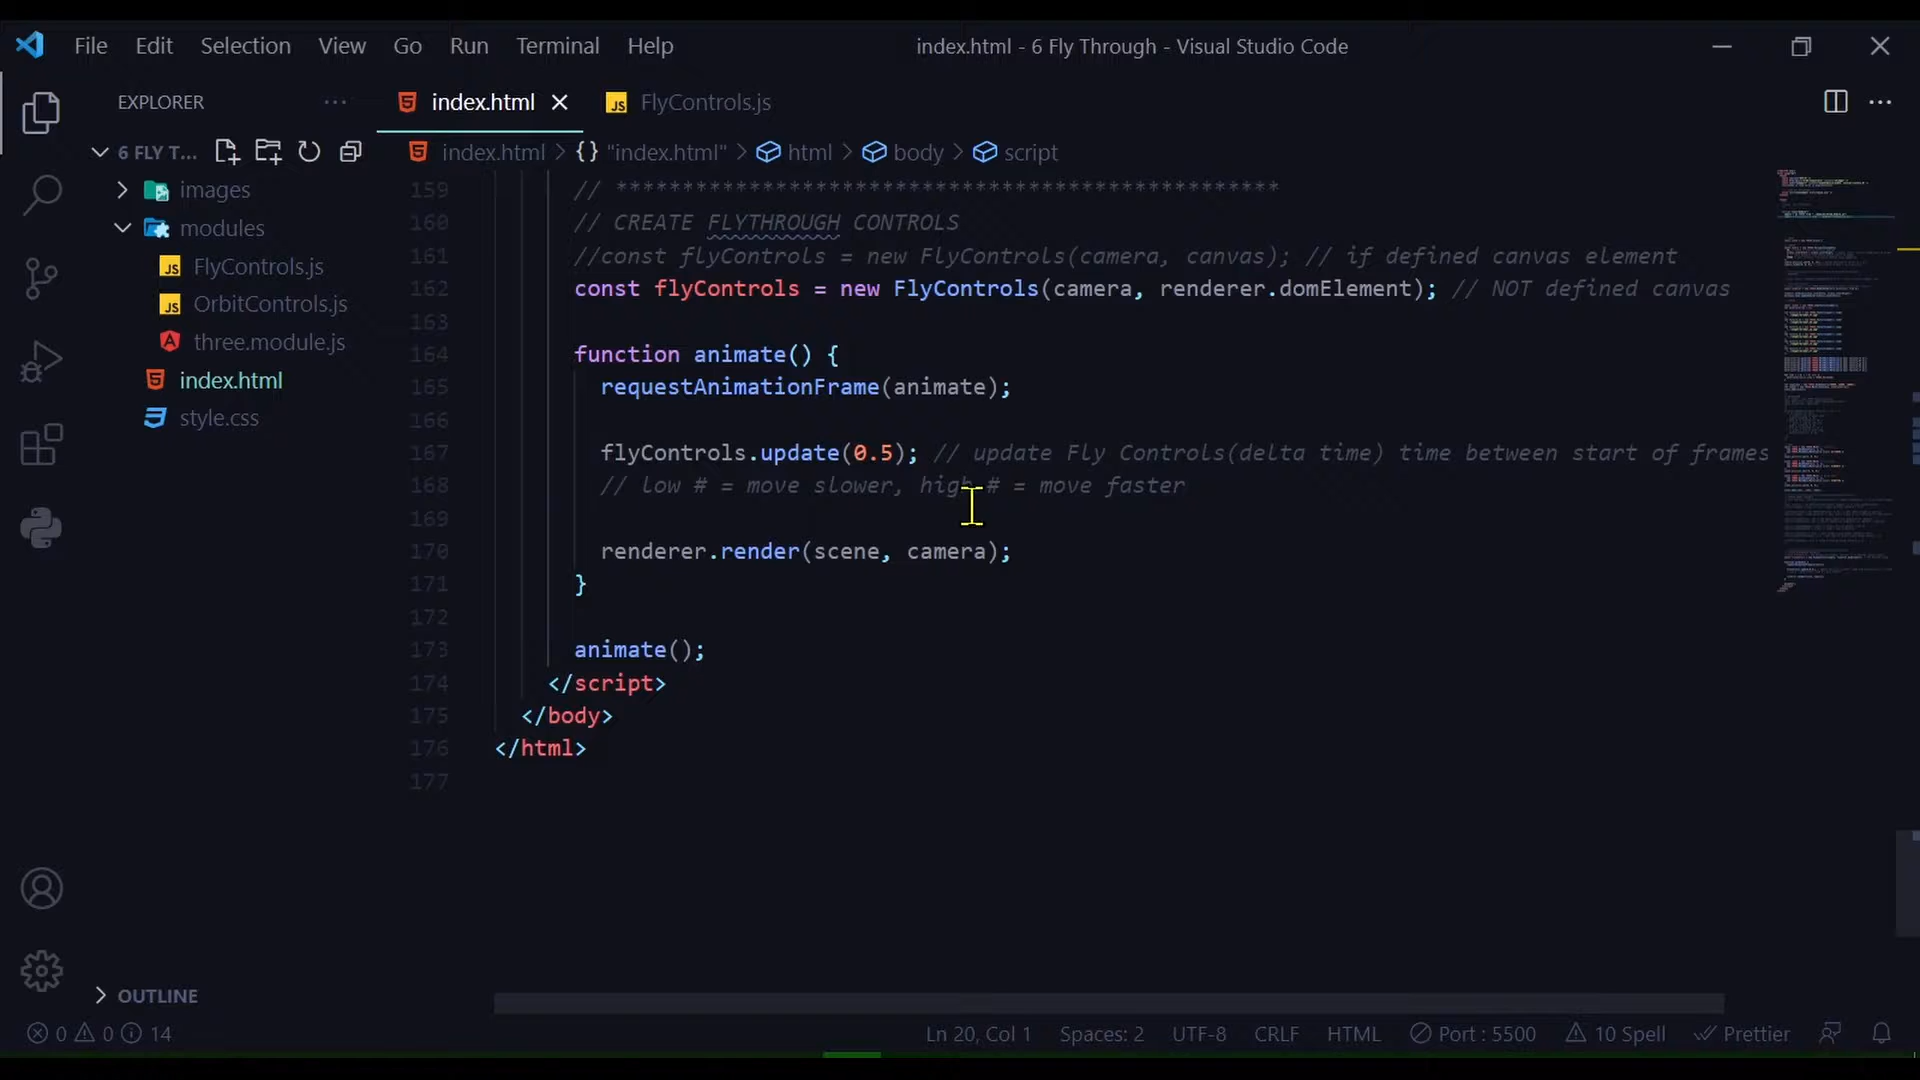 File Edit Selection View Go Run Terminal Help index.html - 6 Fly Through - Visual Studio Code
EXPLORER
index.html
JS FlyControls.js
6 FLY T...
index.html > {} "index.html" > html > body > script
images
modules
JS FlyControls.js
JS OrbitControls.js
three.module.js
index.html
style.css
OUTLINE
159 // **************************************************
160 // CREATE FLYTHROUGH CONTROLS
161 //const flyControls = new FlyControls(camera, canvas); // if defined canvas element
162 const flyControls = new FlyControls(camera, renderer.domElement); // NOT defined canvas
163
164 function animate() {
165 requestAnimationFrame(animate);
166
167 flyControls.update(0.5); // update Fly Controls(delta time) time between start of frames
168 // low # = move slower, high # = move faster
169
170 renderer.render(scene, camera);
171 }
172
173 animate();
174 </script>
175 </body>
176 </html>
177
0 0 14 Ln 20, Col 1 Spaces: 2 UTF-8 CRLF HTML Port : 5500 10 Spell Prettier